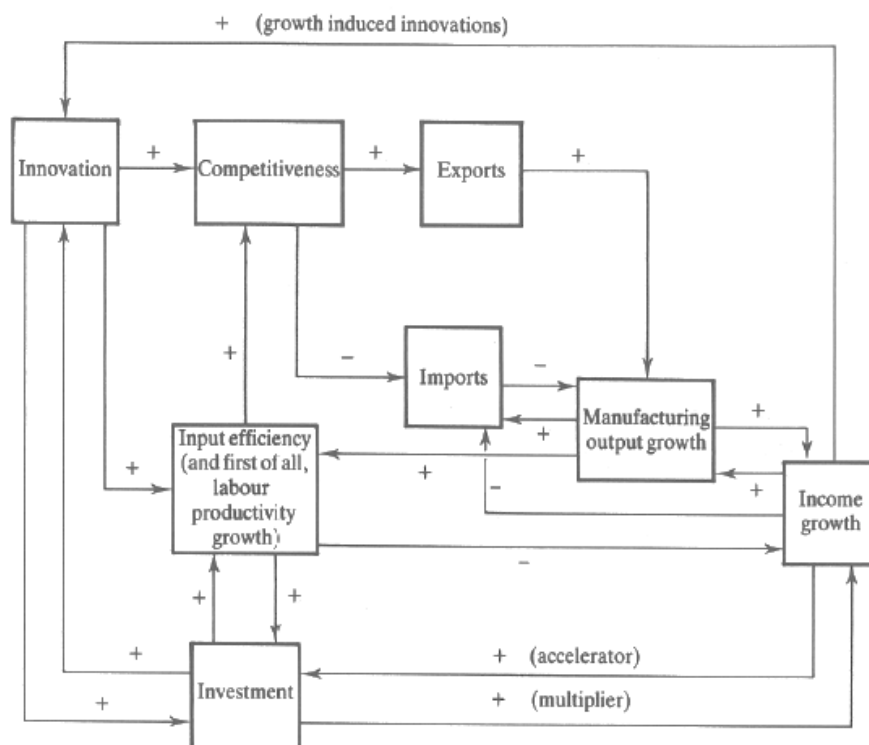 + (growth induced innovations)
Innovation
+
Competitiveness
+
Exports
+
+
−
Imports
−
+
Manufacturing
output growth
+
+
Input efficiency
(and first of all,
labour
productivity
growth)
+
+
−
Income
growth
−
+
+
+
Investment
+
+ (accelerator)
+ (multiplier)